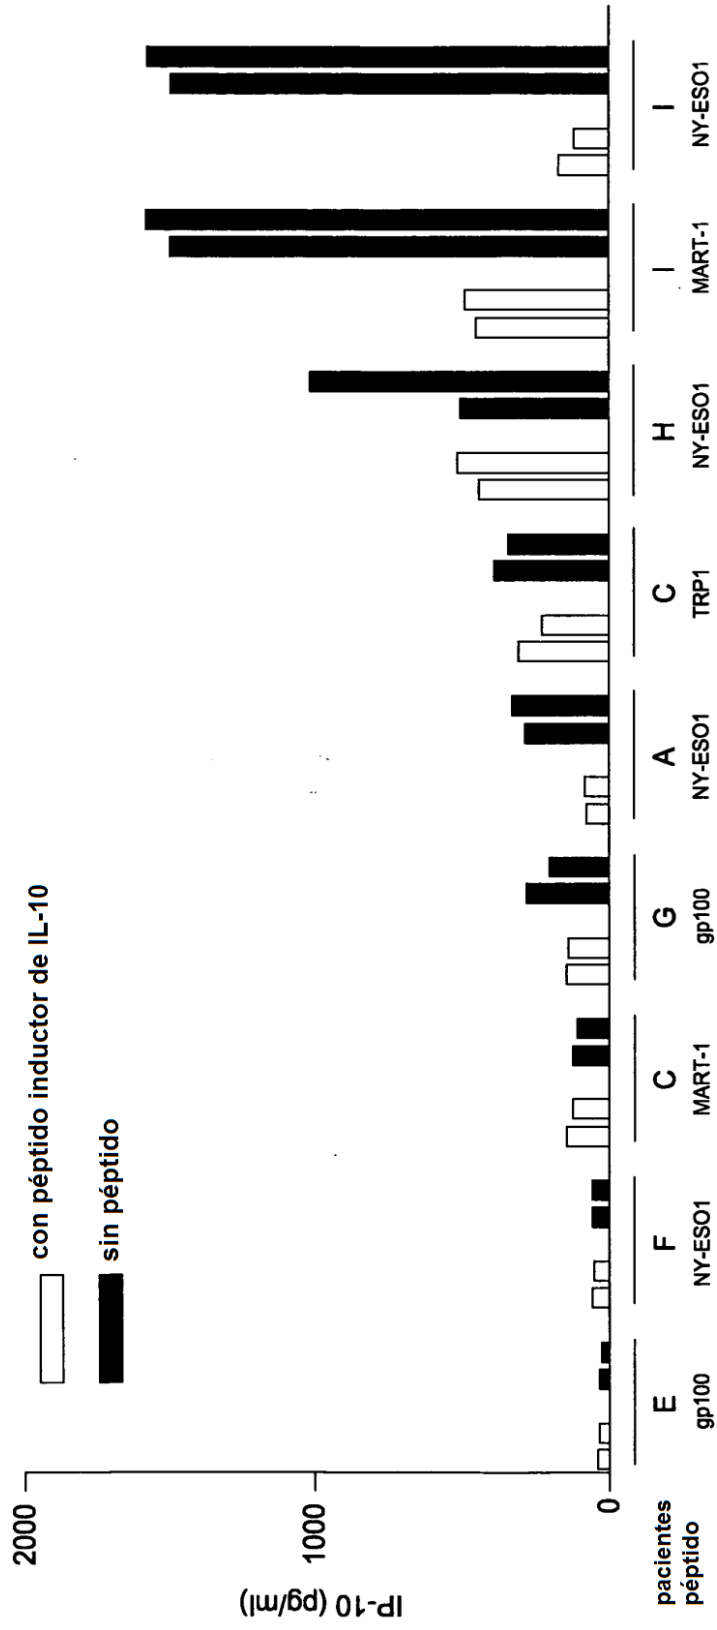 con péptido inductor de IL-10
sin péptido
IP-10 (pg/ml)
2000
1000
0
pacientes E F C G A C H I I
péptido gp100 NY-ESO1 MART-1 gp100 NY-ESO1 TRP1 NY-ESO1 MART-1 NY-ESO1